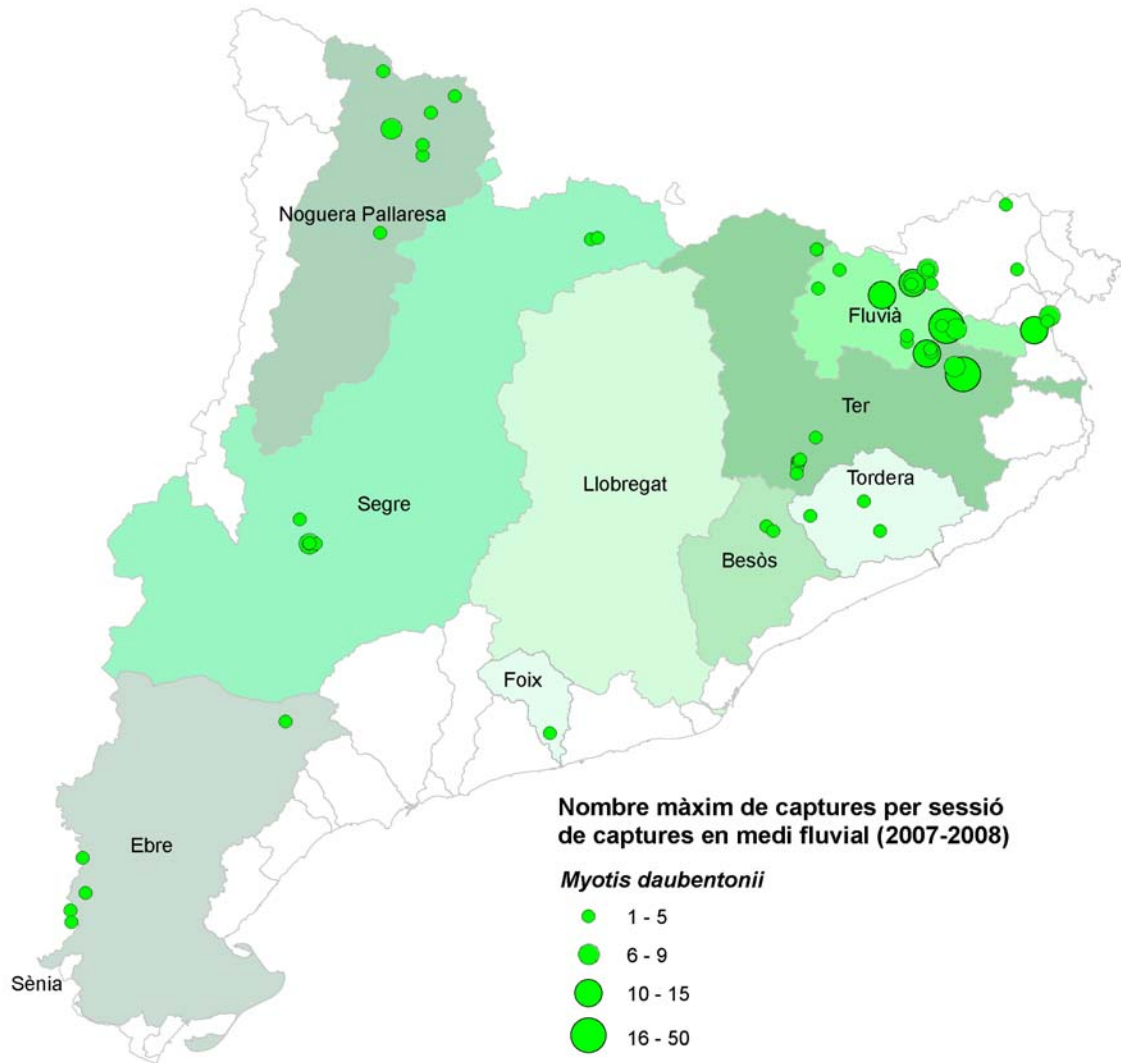 Noguera Pallaresa
Fluvià
Ter
Tordera
Llobregat
Segre
Besòs
Foix
Ebre
Sènia
Nombre màxim de captures per sessió
de captures en medi fluvial (2007-2008)
Myotis daubentonii
1 - 5
6 - 9
10 - 15
16 - 50